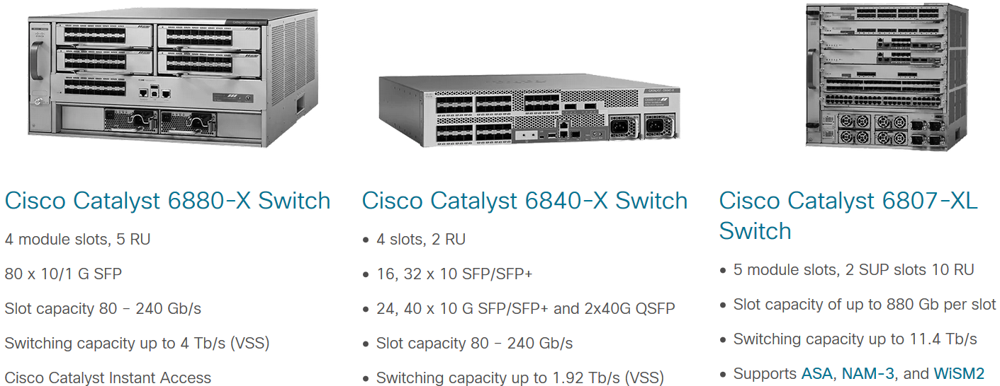 Cisco Catalyst 6880-X Switch
4 module slots, 5 RU
80 x 10/1 G SFP
Slot capacity 80 – 240 Gb/s
Switching capacity up to 4 Tb/s (VSS)
Cisco Catalyst Instant Access
Cisco Catalyst 6840-X Switch
• 4 slots, 2 RU
• 16, 32 x 10 SFP/SFP+
• 24, 40 x 10 G SFP/SFP+ and 2x40G QSFP
• Slot capacity 80 – 240 Gb/s
• Switching capacity up to 1.92 Tb/s (VSS)
Cisco Catalyst 6807-XL
Switch
• 5 module slots, 2 SUP slots 10 RU
• Slot capacity of up to 880 Gb per slot
• Switching capacity up to 11.4 Tb/s
• Supports ASA, NAM-3, and WiSM2